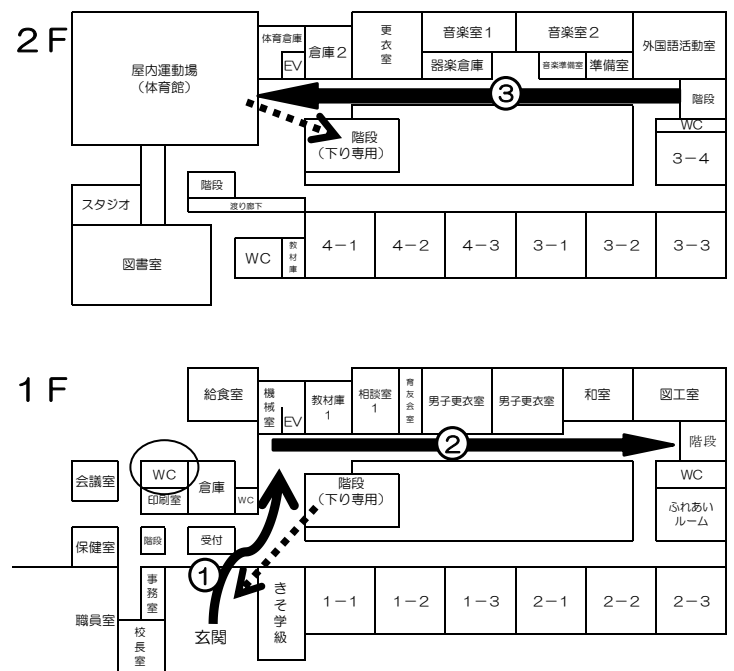 2F
体育倉庫
EV
倉庫2
更衣室
音楽室1
音楽室2
外国語活動室
器楽倉庫
音楽準備室
準備室
屋内運動場
(体育館)
③
階段
WC
3-4
階段
(下り専用)
階段
渡り廊下
スタジオ
図書室
WC
教材庫
4-1
4-2
4-3
3-1
3-2
3-3
1F
給食室
機械室
EV
教材庫
1
相談室
1
育友会室
男子更衣室
男子更衣室
和室
図工室
②
階段
会議室
WC
印刷室
倉庫
WC
階段
(下り専用)
WC
ふれあい
ルーム
保健室
階段
受付
①
職員室
事務室
校長室
玄関
きそ学級
1-1
1-2
1-3
2-1
2-2
2-3